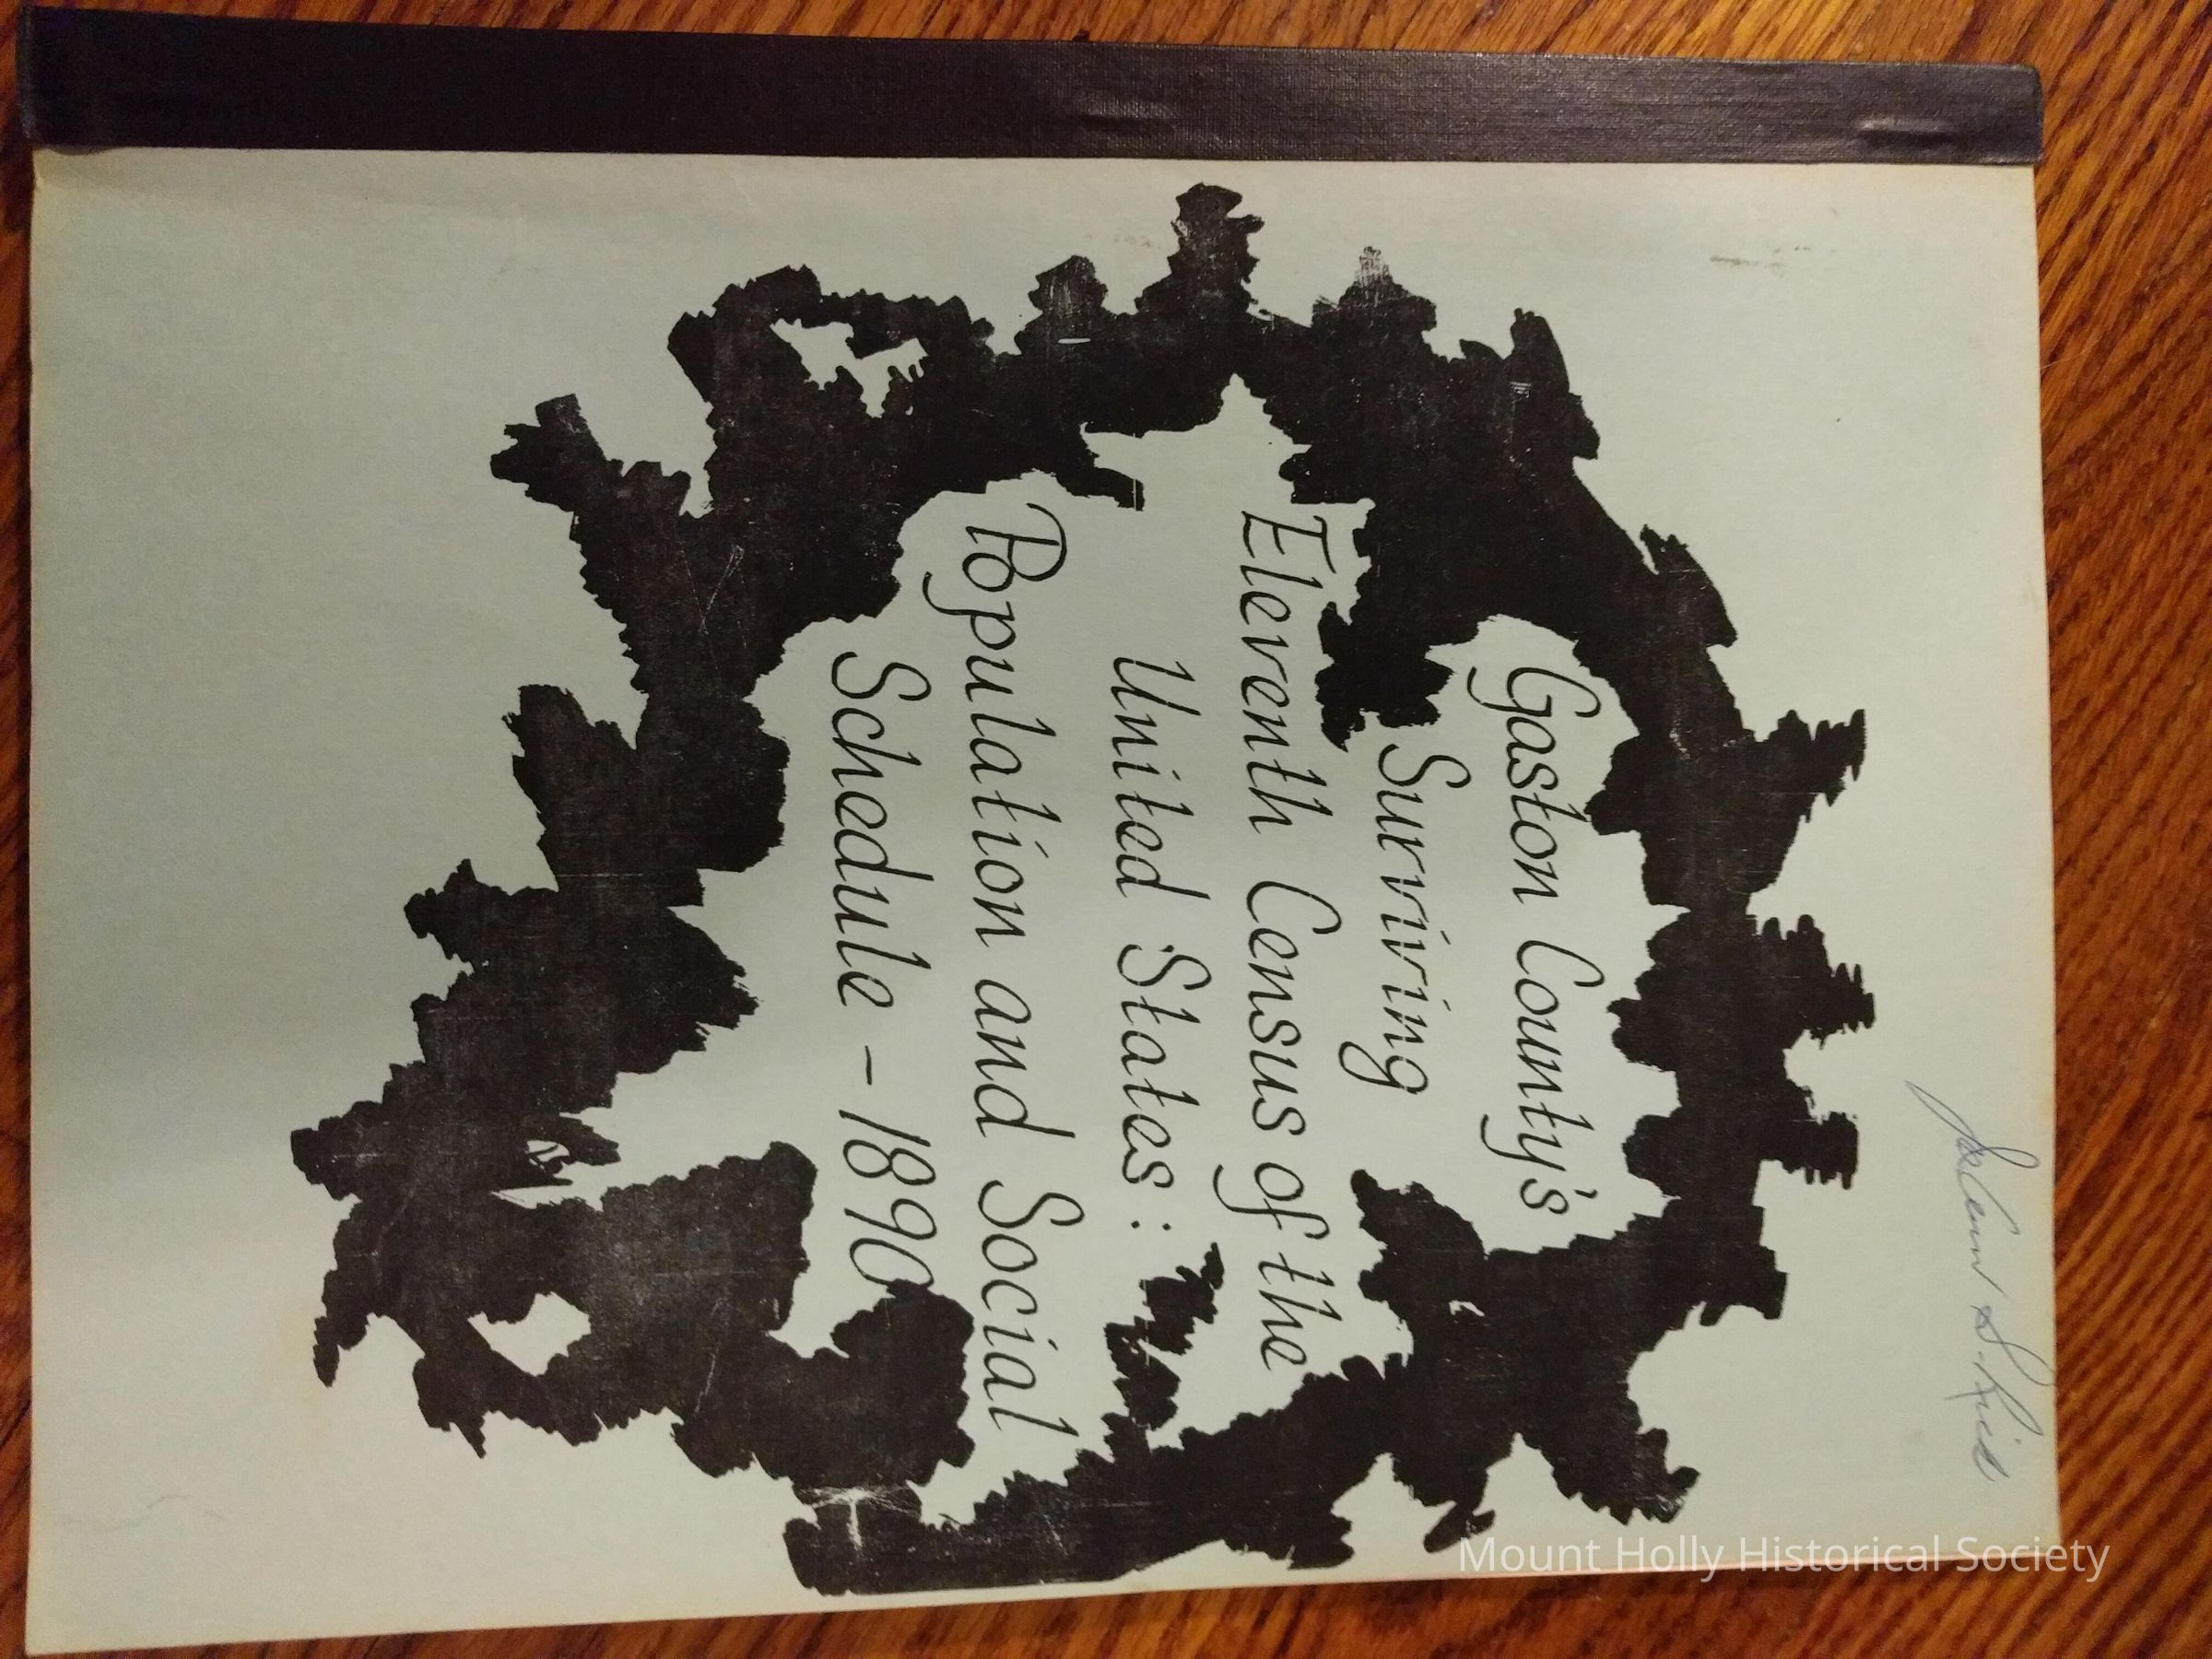 Gaston County's
Surviving
Eleventh Census of the
United States:
Population and Social
Schedule - 1890
Mount Holly Historical Society